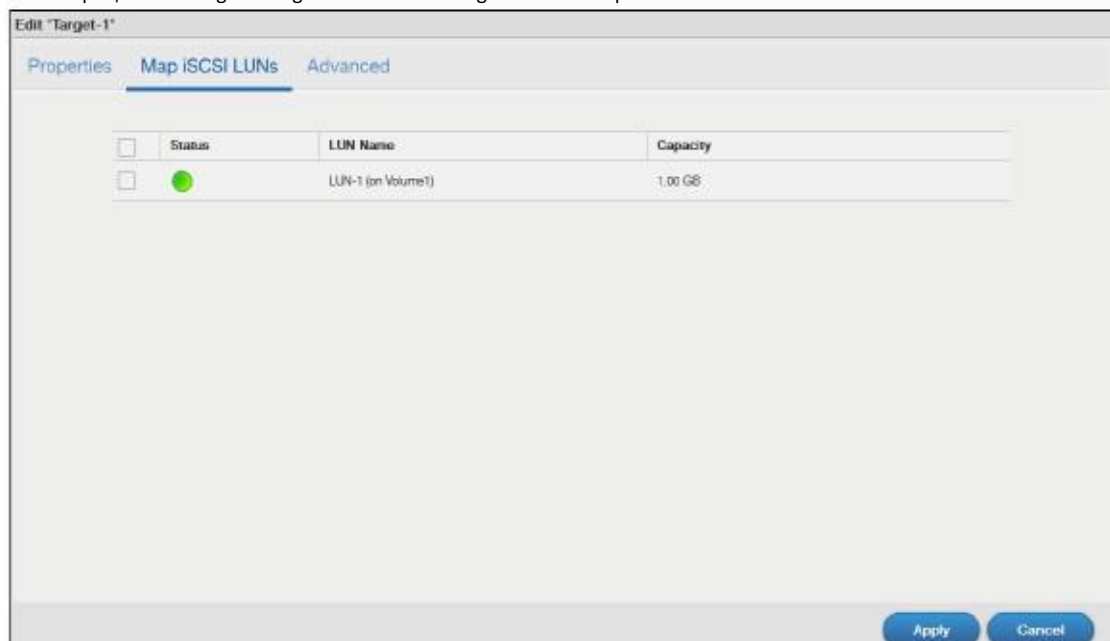 Edit "Target-1"
Properties Map iSCSI LUNs Advanced
Status LUN Name Capacity
LUN-1 (on Volume1) 1.00 GB
Apply Cancel